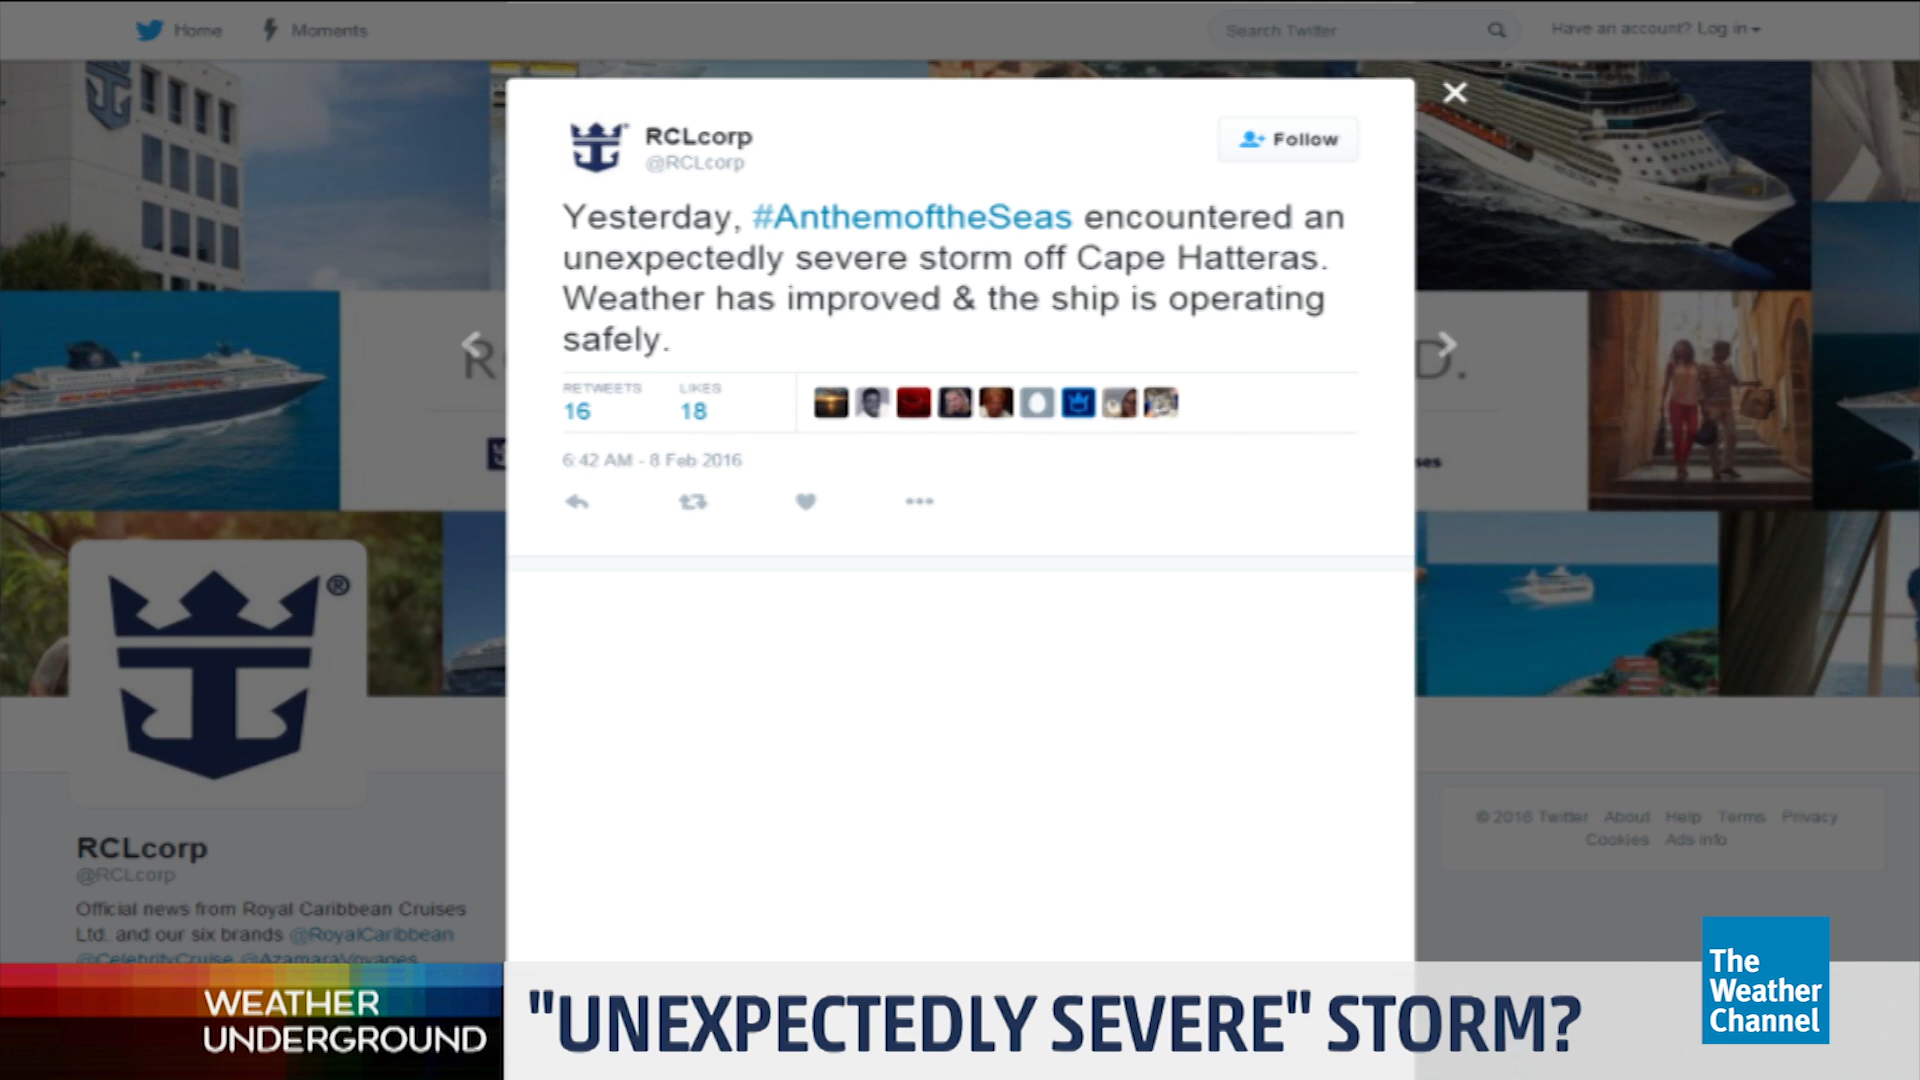 Home
Moments
Search Twitter
Have an account? Log in
RCLcorp
@RCLcorp
Follow
Yesterday, #AnthemoftheSeas encountered an
unexpectedly severe storm off Cape Hatteras.
Weather has improved & the ship is operating
safely.
RETWEETS
16
LIKES
18
6:42 AM - 8 Feb 2016
®
RCLcorp
@RCLcorp
Official news from Royal Caribbean Cruises
Ltd. and our six brands @RoyalCaribbean
@CelebrityCruise @AzamaraVoyages
© 2016 Twitter About Help Terms Privacy
Cookies Ads info
WEATHER
UNDERGROUND
"UNEXPECTEDLY SEVERE" STORM?
The
Weather
Channel